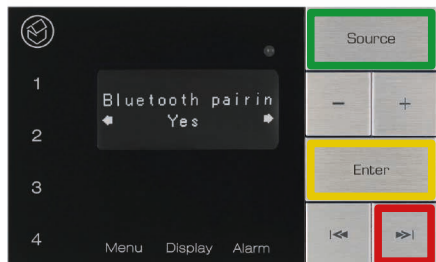 Source
1
Bluetooth pairin
Yes
- +
2
Enter
3
4
Menu Display Alarm